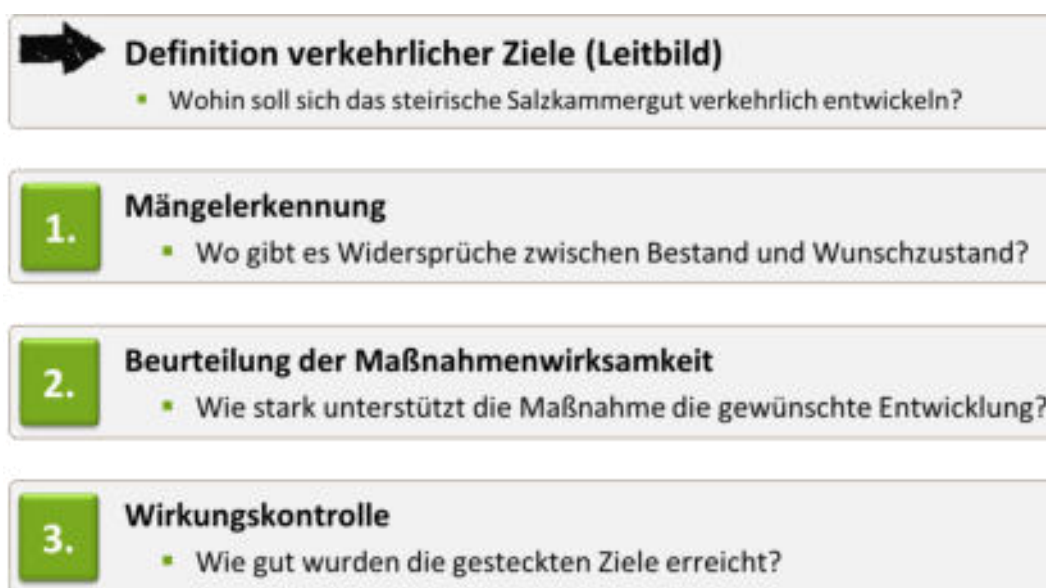 Definition verkehrlicher Ziele (Leitbild)
▪ Wohin soll sich das steirische Salzkammergut verkehrlich entwickeln?
1. Mängelerkennung
▪ Wo gibt es Widersprüche zwischen Bestand und Wunschzustand?
2. Beurteilung der Maßnahmenwirksamkeit
▪ Wie stark unterstützt die Maßnahme die gewünschte Entwicklung?
3. Wirkungskontrolle
▪ Wie gut wurden die gesteckten Ziele erreicht?